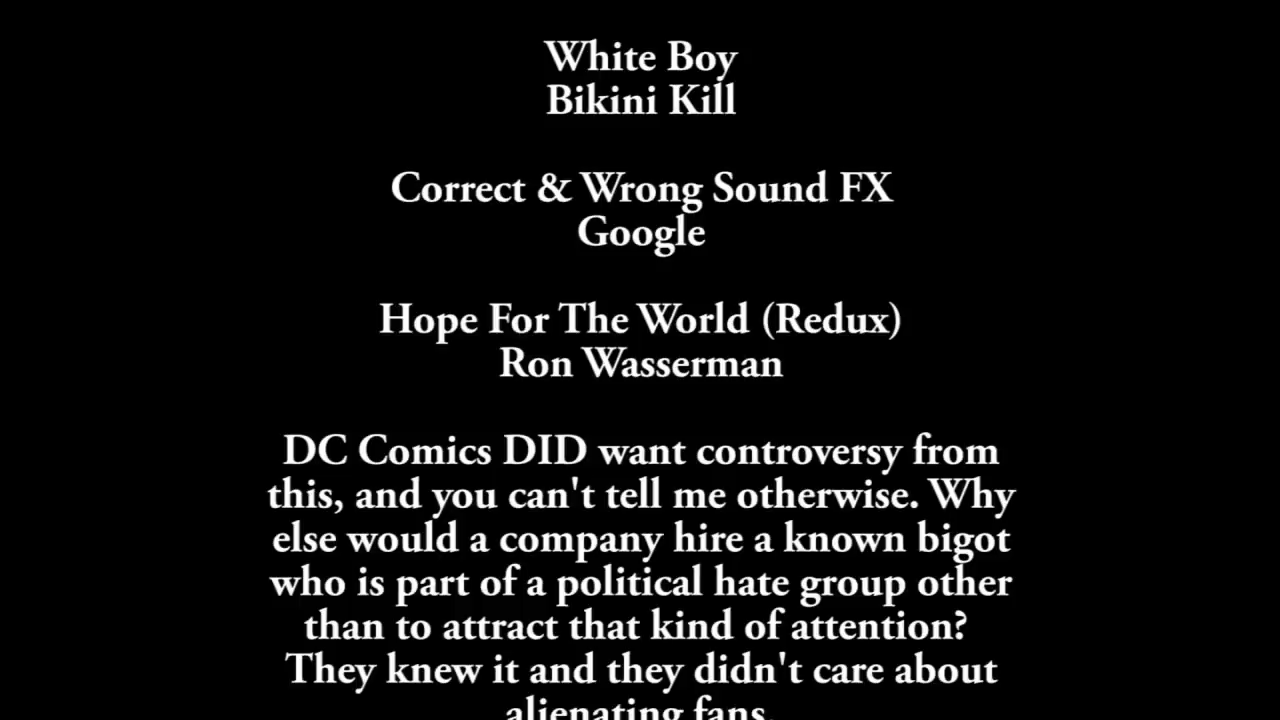 White Boy
Bikini Kill
Correct & Wrong Sound FX
Google
Hope For The World (Redux)
Ron Wasserman
DC Comics DID want controversy from
this, and you can't tell me otherwise. Why
else would a company hire a known bigot
who is part of a political hate group other
than to attract that kind of attention?
They knew it and they didn't care about
alienating fans.